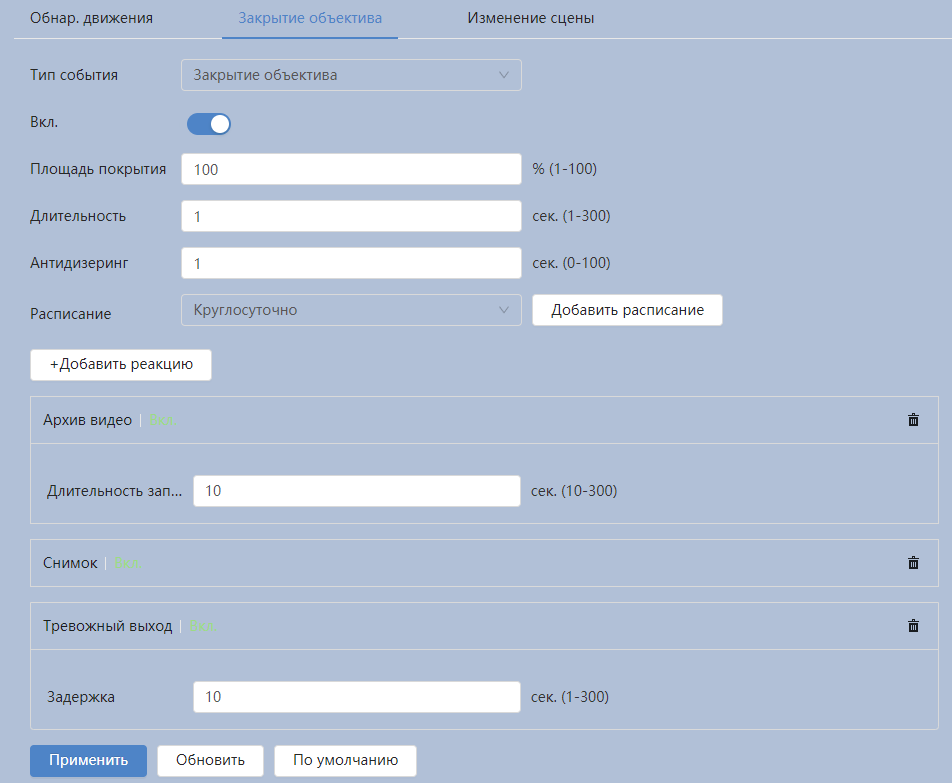 Обнар. движения Закрытие объектива Изменение сцены
Тип события Закрытие объектива
Вкл.
Площадь покрытия 100 % (1-100)
Длительность 1 сек. (1-300)
Антидизеринг 1 сек. (0-100)
Расписание Круглосуточно Добавить расписание
+Добавить реакцию
Архив видео | Вкл.
Длительность зап... 10 сек. (10-300)
Снимок | Вкл.
Тревожный выход | Вкл.
Задержка 10 сек. (1-300)
Применить Обновить По умолчанию